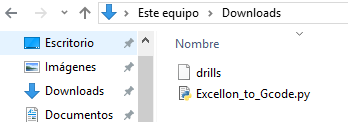 Este equipo > Downloads
Escritorio
Imágenes
Downloads
Documentos
Nombre
drills
Excellon_to_Gcode.py